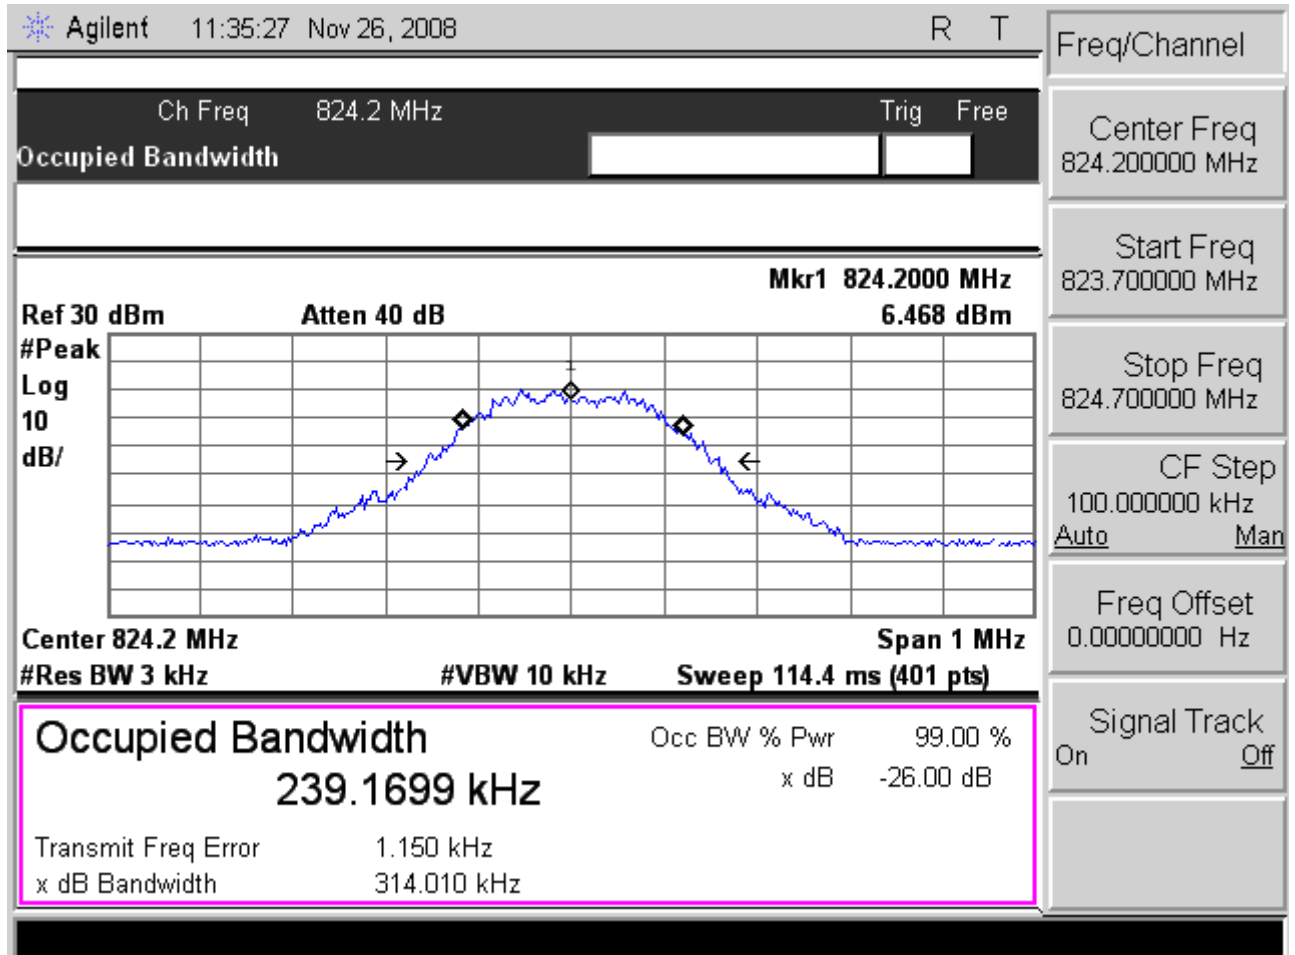 Agilent 11:35:27 Nov 26, 2008 R T
Freq/Channel
Ch Freq 824.2 MHz Trig Free
Occupied Bandwidth
Center Freq
824.200000 MHz
Start Freq
823.700000 MHz
Mkr1 824.2000 MHz
Ref 30 dBm Atten 40 dB 6.468 dBm
#Peak
Log
10
dB/
1
Stop Freq
824.700000 MHz
CF Step
100.000000 kHz
Auto Man
Freq Offset
0.00000000 Hz
Center 824.2 MHz Span 1 MHz
#Res BW 3 kHz #VBW 10 kHz Sweep 114.4 ms (401 pts)
Signal Track
On Off
Occupied Bandwidth Occ BW % Pwr 99.00 %
239.1699 kHz x dB -26.00 dB
Transmit Freq Error 1.150 kHz
x dB Bandwidth 314.010 kHz